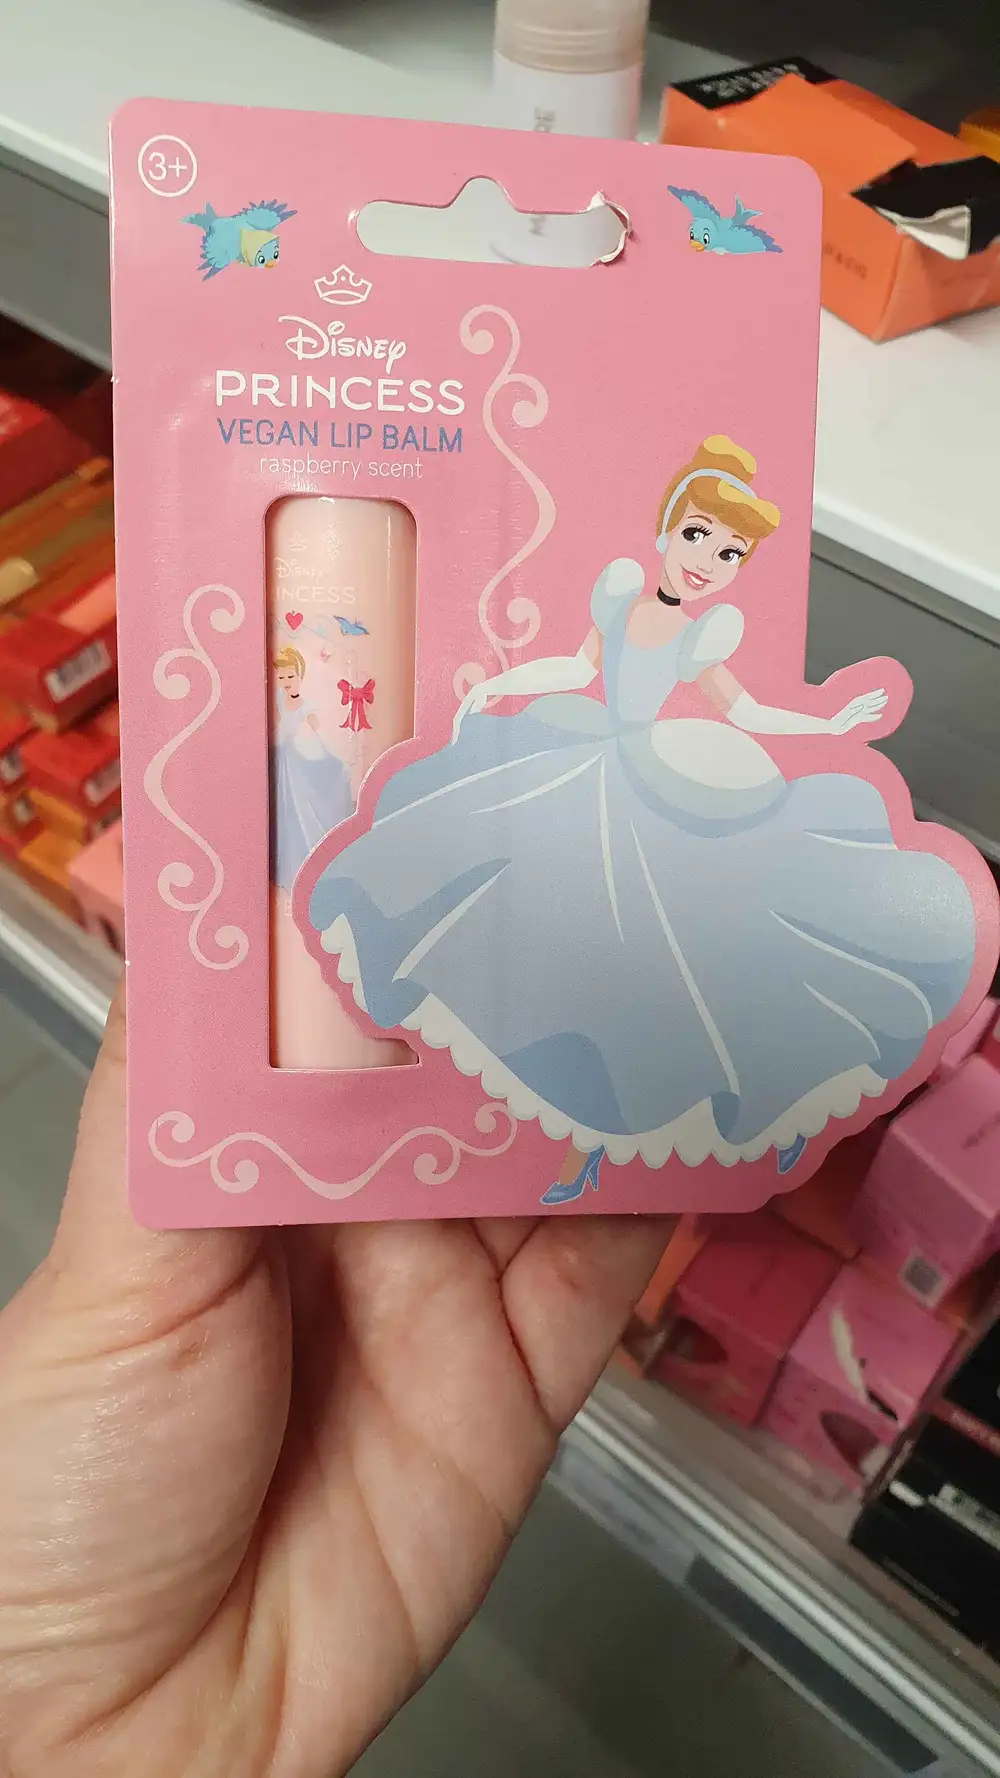 3+
Disney
PRINCESS
VEGAN LIP BALM
raspberry scent
Disney
INCESS